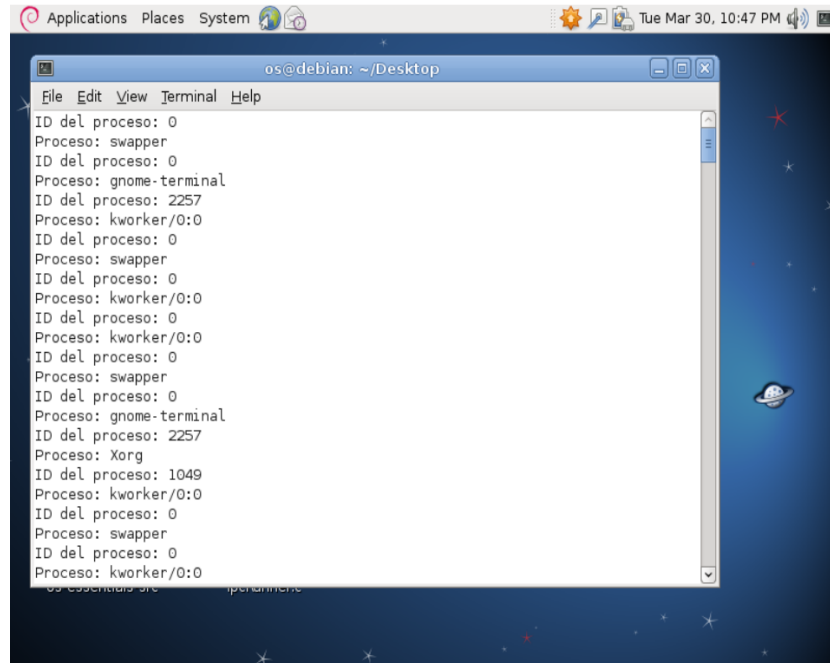 Applications Places System Tue Mar 30, 10:47 PM
os@debian: ~/Desktop
File Edit View Terminal Help
ID del proceso: 0
Proceso: swapper
ID del proceso: 0
Proceso: gnome-terminal
ID del proceso: 2257
Proceso: kworker/0:0
ID del proceso: 0
Proceso: swapper
ID del proceso: 0
Proceso: kworker/0:0
ID del proceso: 0
Proceso: kworker/0:0
ID del proceso: 0
Proceso: swapper
ID del proceso: 0
Proceso: gnome-terminal
ID del proceso: 2257
Proceso: Xorg
ID del proceso: 1049
Proceso: kworker/0:0
ID del proceso: 0
Proceso: swapper
ID del proceso: 0
Proceso: kworker/0:0